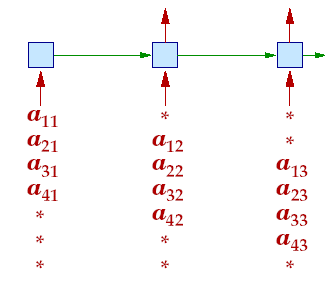 a11 * *
a21 a12 *
a31 a22 a13
a41 a32 a23
* a42 a33
* * a43
* * *